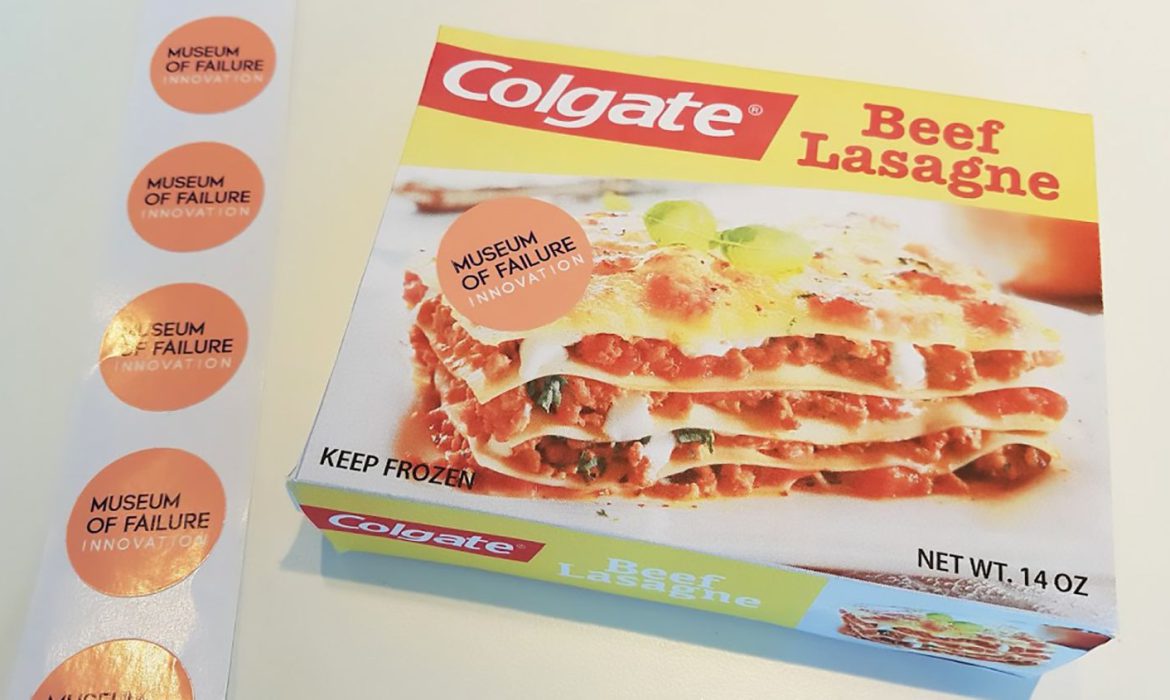 MUSEUM
OF FAILURE
INNOVATION
MUSEUM
OF FAILURE
INNOVATION
MUSEUM
OF FAILURE
INNOVATION
MUSEUM
OF FAILURE
INNOVATION
MUSEUM
Colgate®
Beef
Lasagne
MUSEUM
OF FAILURE
INNOVATION
KEEP FROZEN
NET WT. 14 OZ
Colgate®
Beef
Lasagne